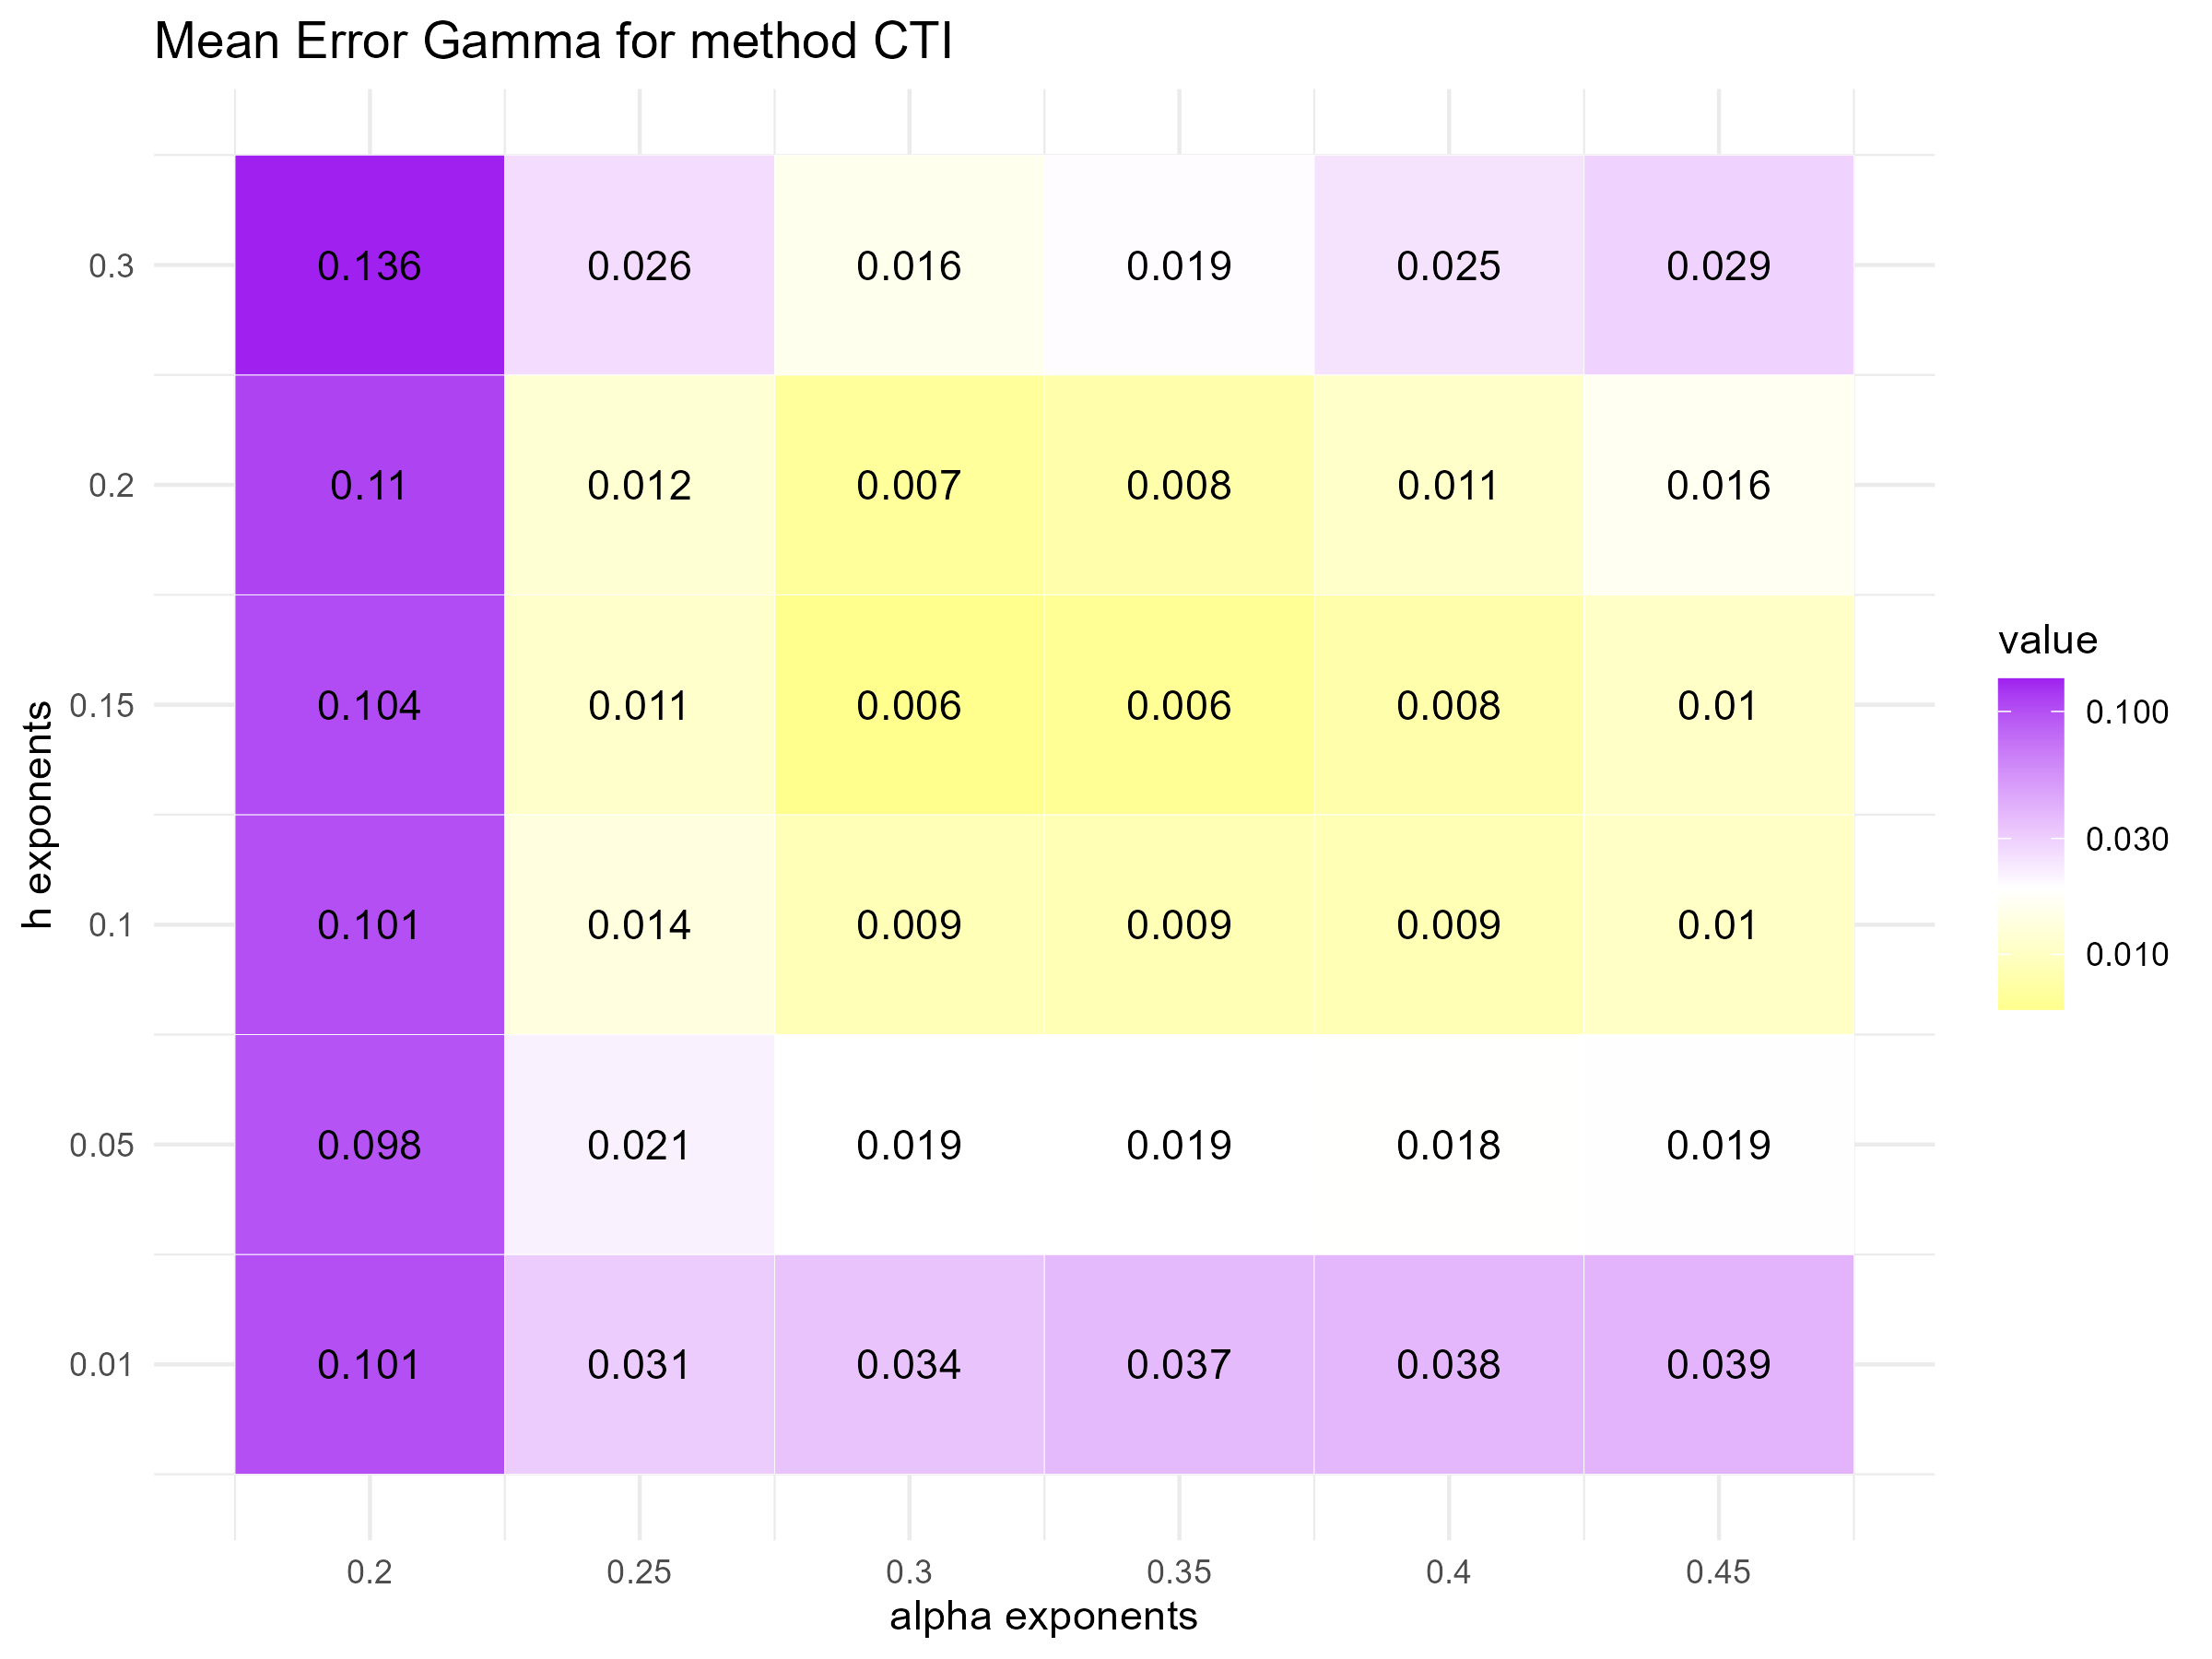 Mean Error Gamma for method CTI
0.3 0.136 0.026 0.016 0.019 0.025 0.029
0.2 0.11 0.012 0.007 0.008 0.011 0.016
0.15 0.104 0.011 0.006 0.006 0.008 0.01
0.1 0.101 0.014 0.009 0.009 0.009 0.01
0.05 0.098 0.021 0.019 0.019 0.018 0.019
0.01 0.101 0.031 0.034 0.037 0.038 0.039
h exponents
0.2 0.25 0.3 0.35 0.4 0.45
alpha exponents
value
0.100
0.030
0.010